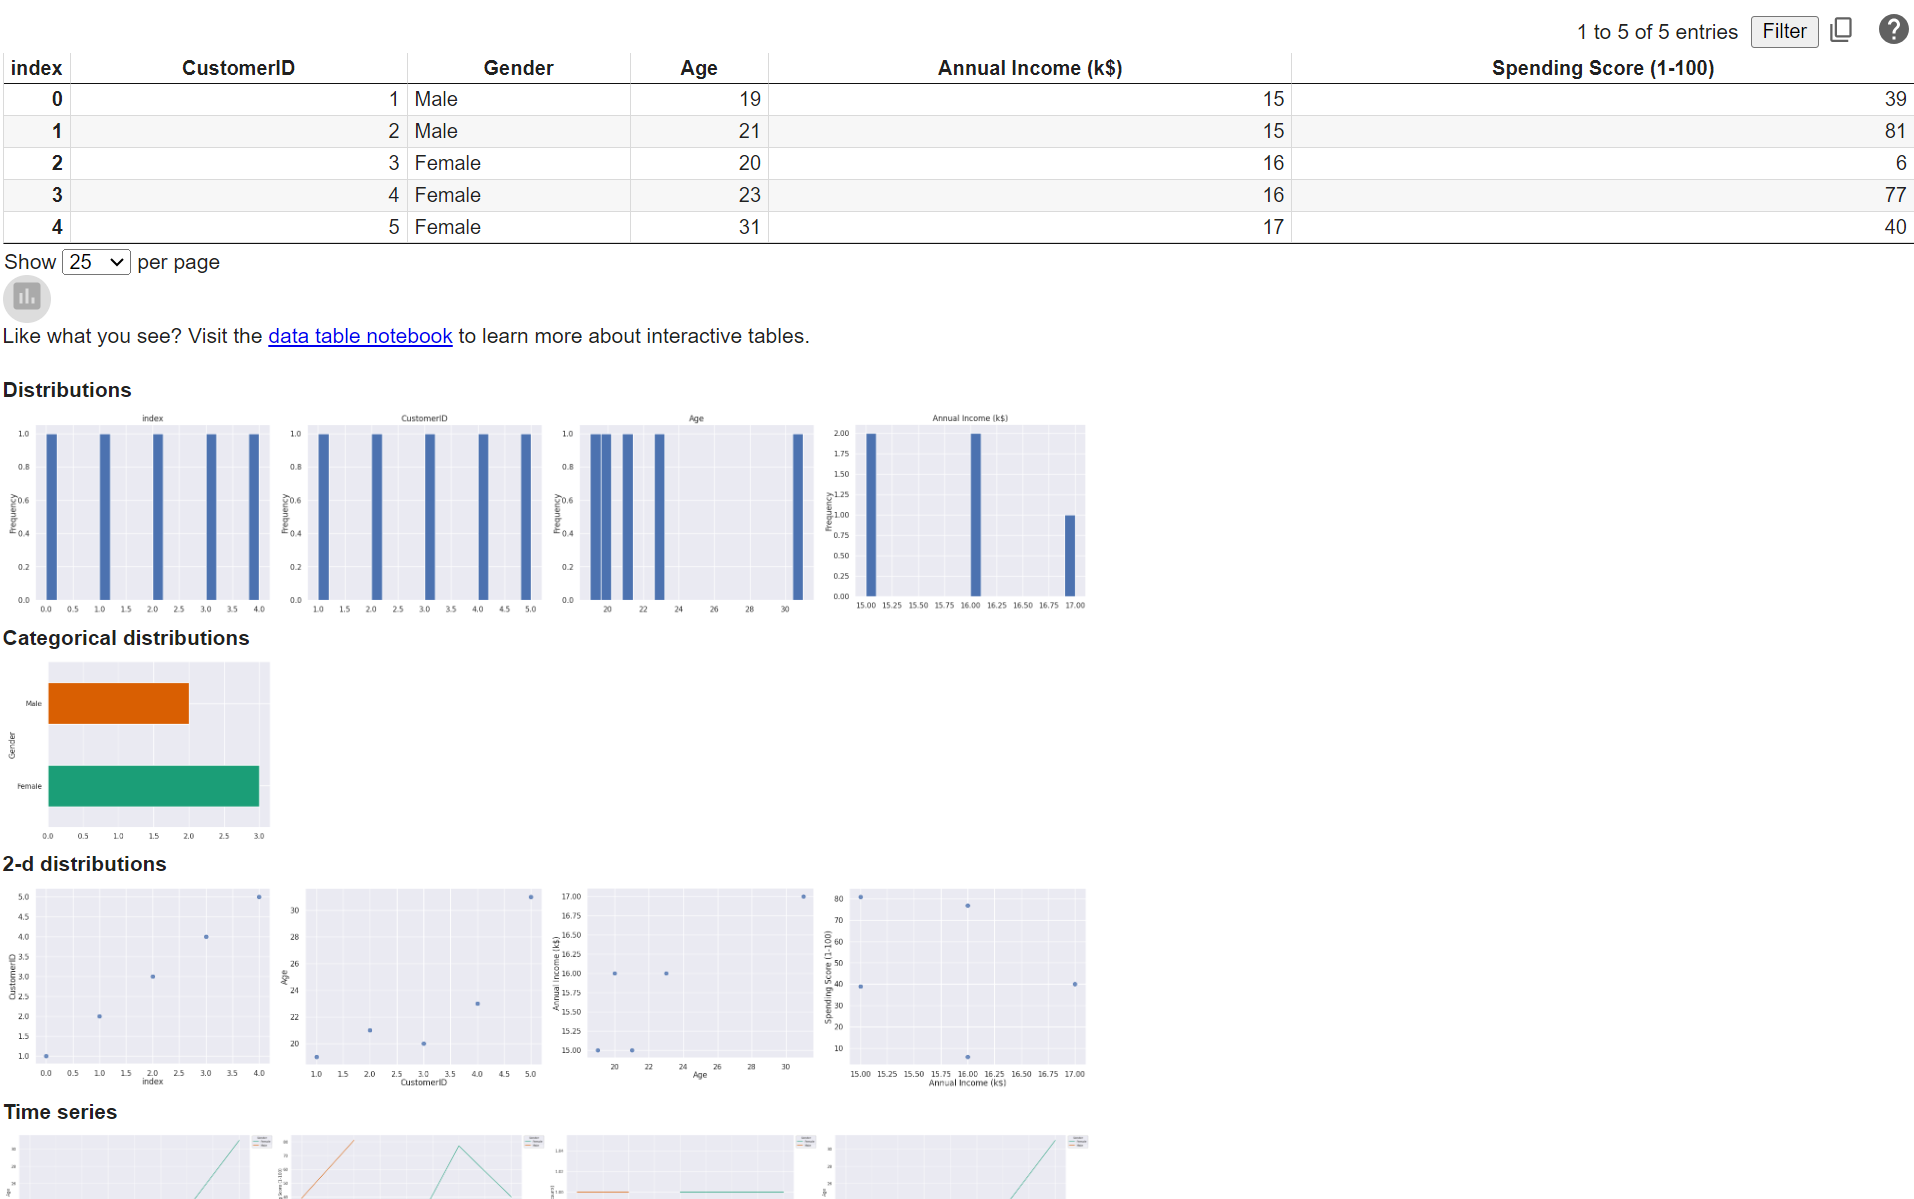 1 to 5 of 5 entries Filter
index CustomerID Gender Age Annual Income (k$) Spending Score (1-100)
0 1 Male 19 15 39
1 2 Male 21 15 81
2 3 Female 20 16 6
3 4 Female 23 16 77
4 5 Female 31 17 40
Show 25 per page
Like what you see? Visit the data table notebook to learn more about interactive tables.
Distributions
index
Frequency
1.0
0.8
0.6
0.4
0.2
0.0
0.0 0.5 1.0 1.5 2.0 2.5 3.0 3.5 4.0
CustomerID
Frequency
1.0
0.8
0.6
0.4
0.2
0.0
1.0 1.5 2.0 2.5 3.0 3.5 4.0 4.5 5.0
Age
Frequency
1.0
0.8
0.6
0.4
0.2
0.0
20 22 24 26 28 30
Annual Income (k$)
Frequency
2.00
1.75
1.50
1.25
1.00
0.75
0.50
0.25
0.00
15.00 15.25 15.50 15.75 16.00 16.25 16.50 16.75 17.00
Categorical distributions
Gender
Male
Female
0.0 0.5 1.0 1.5 2.0 2.5 3.0
2-d distributions
CustomerID
5.0
4.5
4.0
3.5
3.0
2.5
2.0
1.5
1.0
0.0 0.5 1.0 1.5 2.0 2.5 3.0 3.5 4.0
index
Age
30
28
26
24
22
20
1.0 1.5 2.0 2.5 3.0 3.5 4.0 4.5 5.0
CustomerID
Annual Income (k$)
17.00
16.75
16.50
16.25
16.00
15.75
15.50
15.25
15.00
20 22 24 26 28 30
Age
Spending Score (1-100)
80
70
60
50
40
30
20
10
15.00 15.25 15.50 15.75 16.00 16.25 16.50 16.75 17.00
Annual Income (k$)
Time series